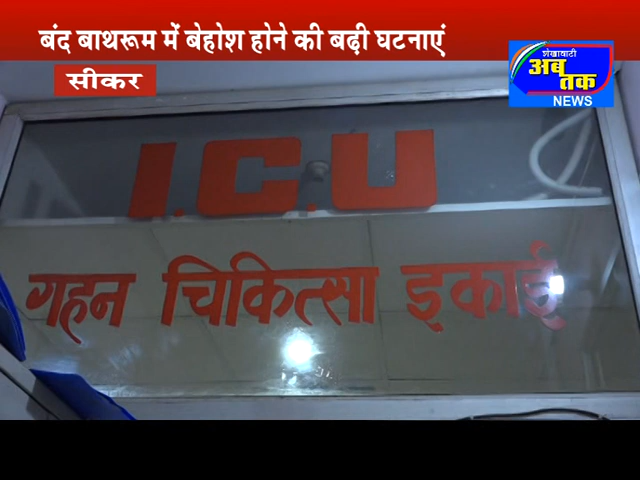 बंद बाथरूम में बेहोश होने की बढ़ी घटनाएं
सीकर
शेखावाटी
अब
तक
NEWS
I.C.U
गहन चिकित्सा इकाई